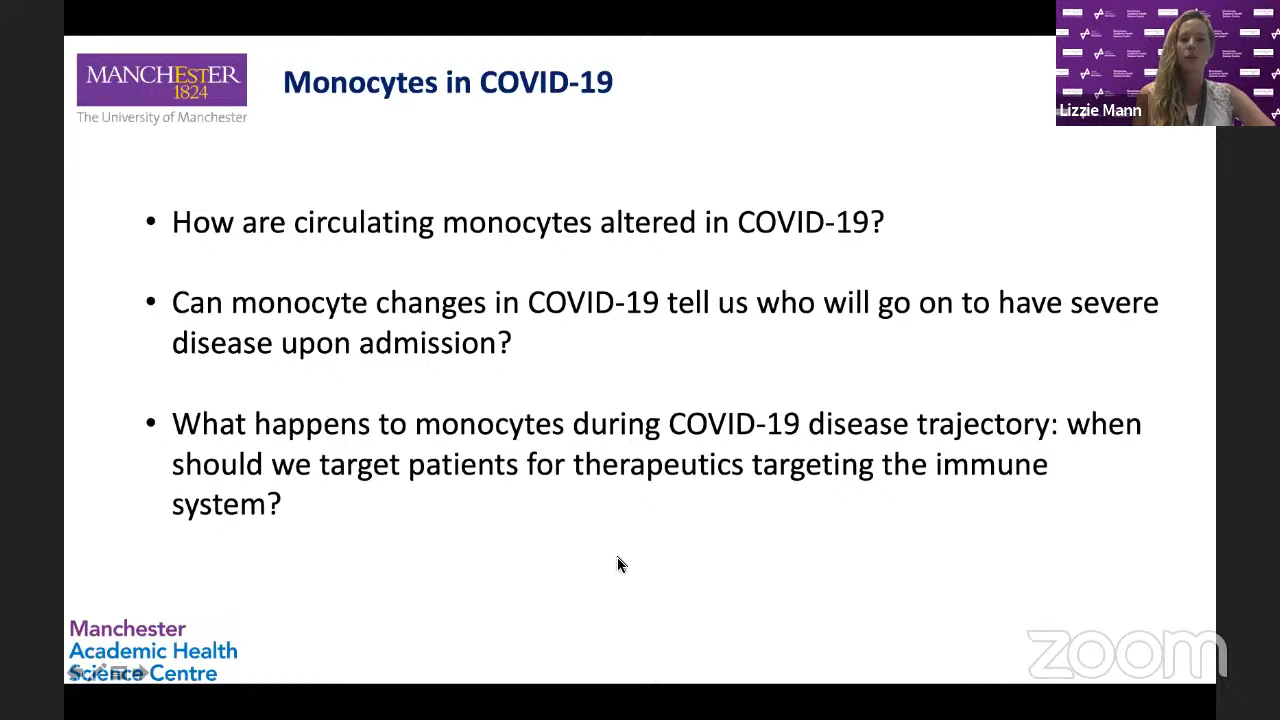 MANCHESTER
1824
The University of Manchester
Monocytes in COVID-19
Lizzie Mann
• How are circulating monocytes altered in COVID-19?
• Can monocyte changes in COVID-19 tell us who will go on to have severe
disease upon admission?
• What happens to monocytes during COVID-19 disease trajectory: when
should we target patients for therapeutics targeting the immune
system?
Manchester
Academic Health
Science Centre
zoom